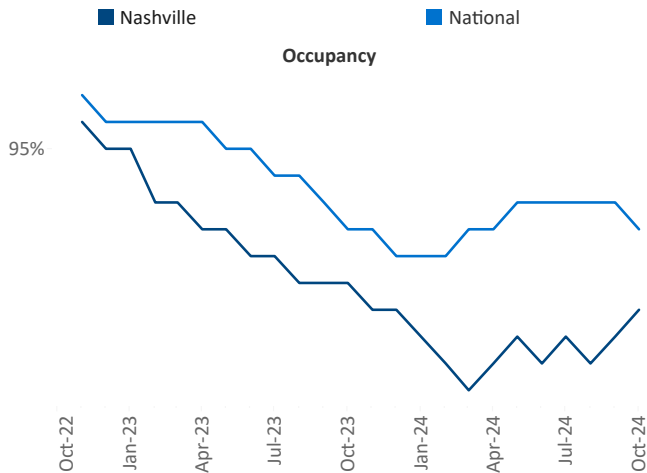 Nashville National
Occupancy
95%
Oct-22 Jan-23 Apr-23 Jul-23 Oct-23 Jan-24 Apr-24 Jul-24 Oct-24